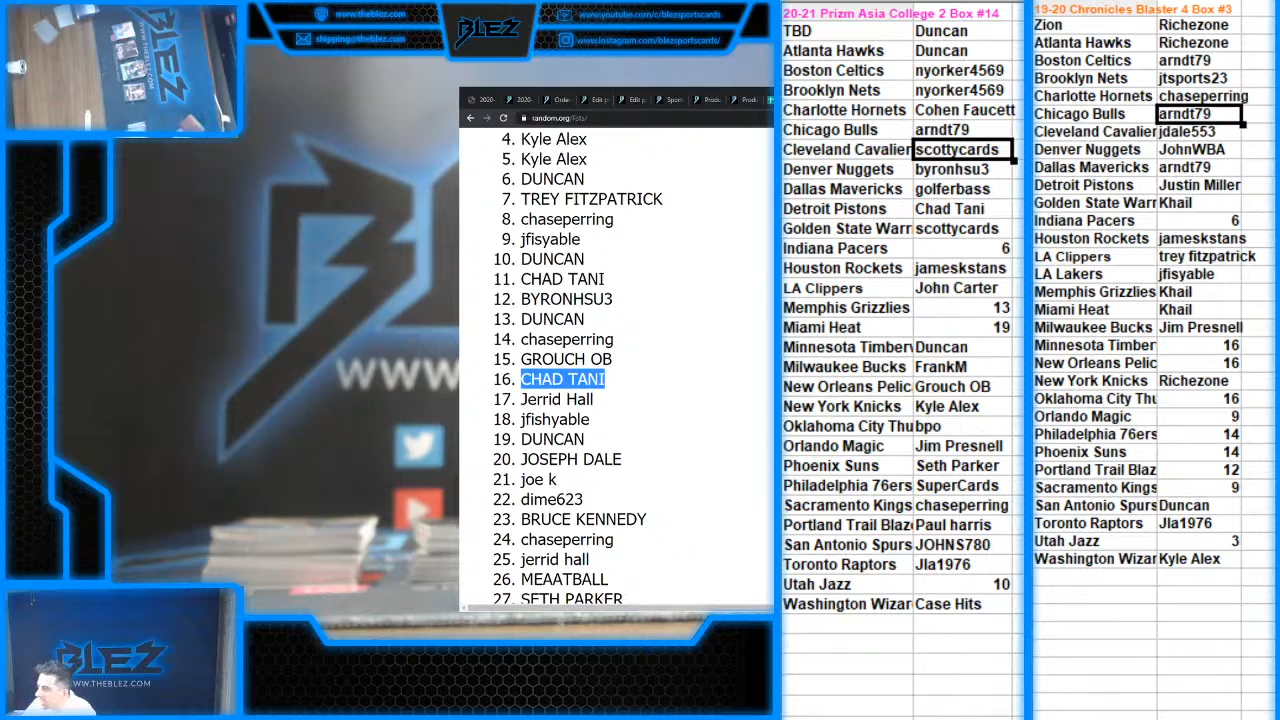 www.theblez.com
www.youtube.com/c/blezsportscards/
shipping@theblez.com
www.instagram.com/blezsportscards/
BLEZ
random.org/lists/
4. Kyle Alex
5. Kyle Alex
6. DUNCAN
7. TREY FITZPATRICK
8. chaseperring
9. jfisyable
10. DUNCAN
11. CHAD TANI
12. BYRONHSU3
13. DUNCAN
14. chaseperring
15. GROUCH OB
16. CHAD TANI
17. Jerrid Hall
18. jfishyable
19. DUNCAN
20. JOSEPH DALE
21. joe k
22. dime623
23. BRUCE KENNEDY
24. chaseperring
25. jerrid hall
26. MEAATBALL
27. SETH PARKER
WWW
BLEZ
WWW.THEBLEZ.COM
20-21 Prizm Asia College 2 Box #14
TBD Duncan
Atlanta Hawks Duncan
Boston Celtics nyorker4569
Brooklyn Nets nyorker4569
Charlotte Hornets Cohen Faucett
Chicago Bulls arndt79
Cleveland Cavalier scottycards
Denver Nuggets byronhsu3
Dallas Mavericks golferbass
Detroit Pistons Chad Tani
Golden State Warr scottycards
Indiana Pacers 6
Houston Rockets jameskstans
LA Clippers John Carter
Memphis Grizzlies 13
Miami Heat 19
Minnesota Timberv Duncan
Milwaukee Bucks FrankM
New Orleans Pelic Grouch OB
New York Knicks Kyle Alex
Oklahoma City Thu bpo
Orlando Magic Jim Presnell
Phoenix Suns Seth Parker
Philadelphia 76ers SuperCards
Sacramento Kings chaseperring
Portland Trail Blaze Paul harris
San Antonio Spurs JOHNS780
Toronto Raptors Jla1976
Utah Jazz 10
Washington Wizar Case Hits
19-20 Chronicles Blaster 4 Box #3
Zion Richezone
Atlanta Hawks Richezone
Boston Celtics arndt79
Brooklyn Nets jtsports23
Charlotte Hornets chaseperring
Chicago Bulls arndt79
Cleveland Cavalier jdale553
Denver Nuggets JohnWBA
Dallas Mavericks arndt79
Detroit Pistons Justin Miller
Golden State Warr Khail
Indiana Pacers 6
Houston Rockets jameskstans
LA Clippers trey fitzpatrick
LA Lakers jfisyable
Memphis Grizzlies Khail
Miami Heat Khail
Milwaukee Bucks Jim Presnell
Minnesota Timber 16
New Orleans Pelic 16
New York Knicks Richezone
Oklahoma City Thu 16
Orlando Magic 9
Philadelphia 76ers 14
Phoenix Suns 14
Portland Trail Blaz 12
Sacramento Kings 9
San Antonio Spurs Duncan
Toronto Raptors Jla1976
Utah Jazz 3
Washington Wizar Kyle Alex